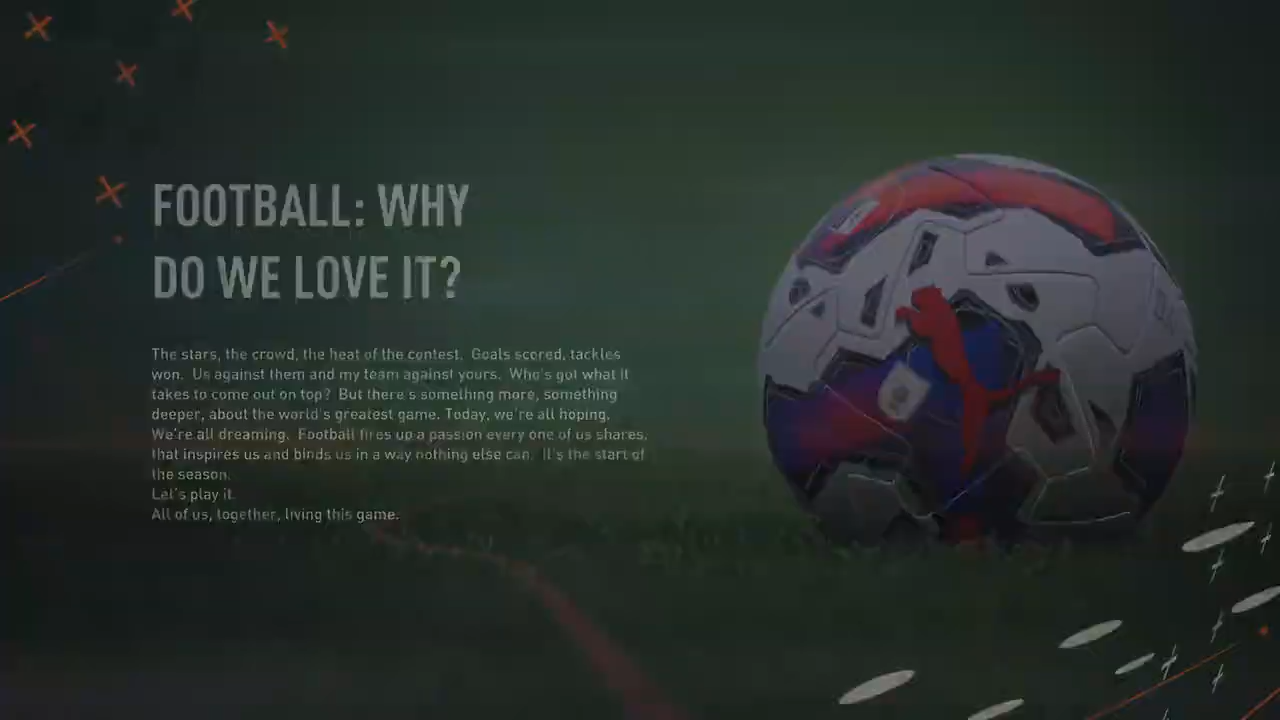 FOOTBALL: WHY
DO WE LOVE IT?
The stars, the crowd, the heat of the contest. Goals scored, tackles
won. Us against them and my team against yours. Who's got what it
takes to come out on top? But there's something more, something
deeper, about the world's greatest game. Today, we're all hoping.
We're all dreaming. Football fires up a passion every one of us shares,
that inspires us and binds us in a way nothing else can. It's the start of
the season.
Let's play it.
All of us, together, living this game.